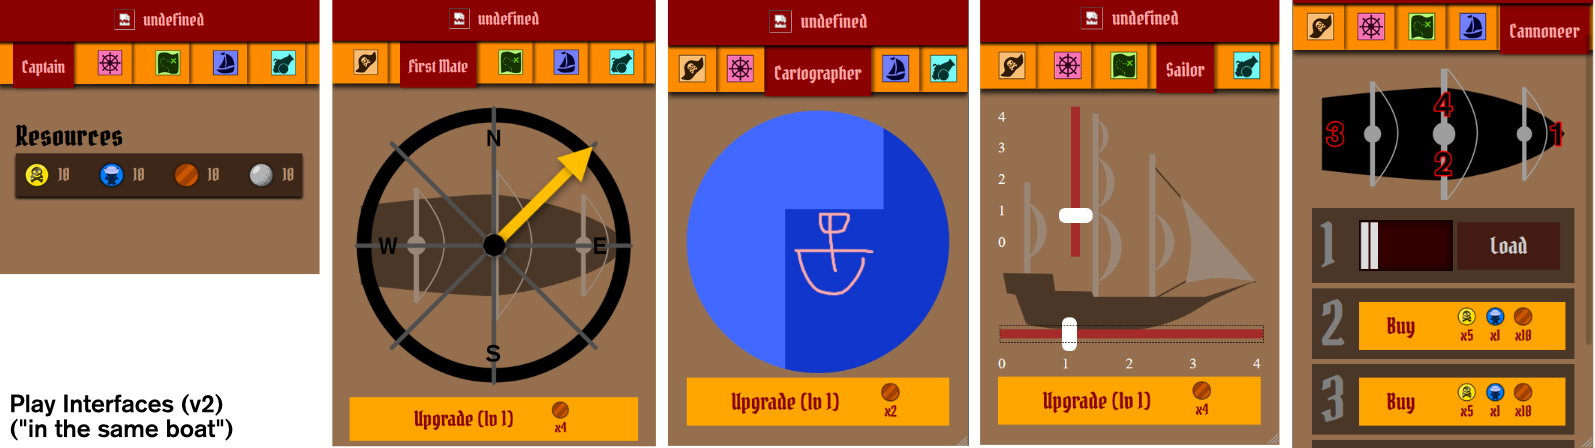 undefined
Captain
Resources
10 10 10 10
Play Interfaces (v2)
("in the same boat")
undefined
First Mate
N
W E
S
Upgrade (lv 1)
x4
undefined
Cartographer
Upgrade (lv 1)
x2
undefined
Sailor
4
3
2
1
0
0 1 2 3 4
Upgrade (lv 1)
x4
Cannoneer
4
3 1
2
1 Load
2 Buy x5 x1 x10
3 Buy x5 x1 x10